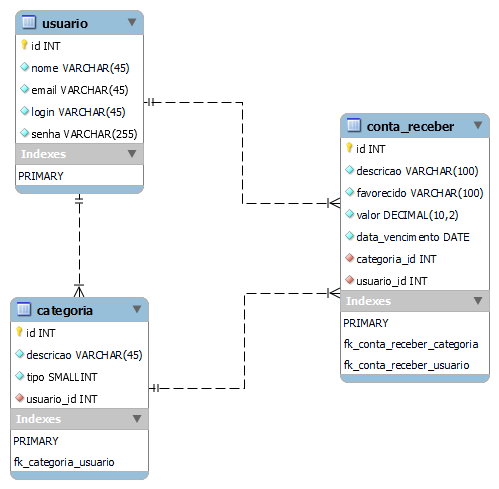 usuario
id INT
nome VARCHAR(45)
email VARCHAR(45)
login VARCHAR(45)
senha VARCHAR(255)
Indexes
PRIMARY
conta_receber
id INT
descricao VARCHAR(100)
favorecido VARCHAR(100)
valor DECIMAL(10,2)
data_vencimento DATE
categoria_id INT
usuario_id INT
Indexes
PRIMARY
fk_conta_receber_categoria
fk_conta_receber_usuario
categoria
id INT
descricao VARCHAR(45)
tipo SMALLINT
usuario_id INT
Indexes
PRIMARY
fk_categoria_usuario